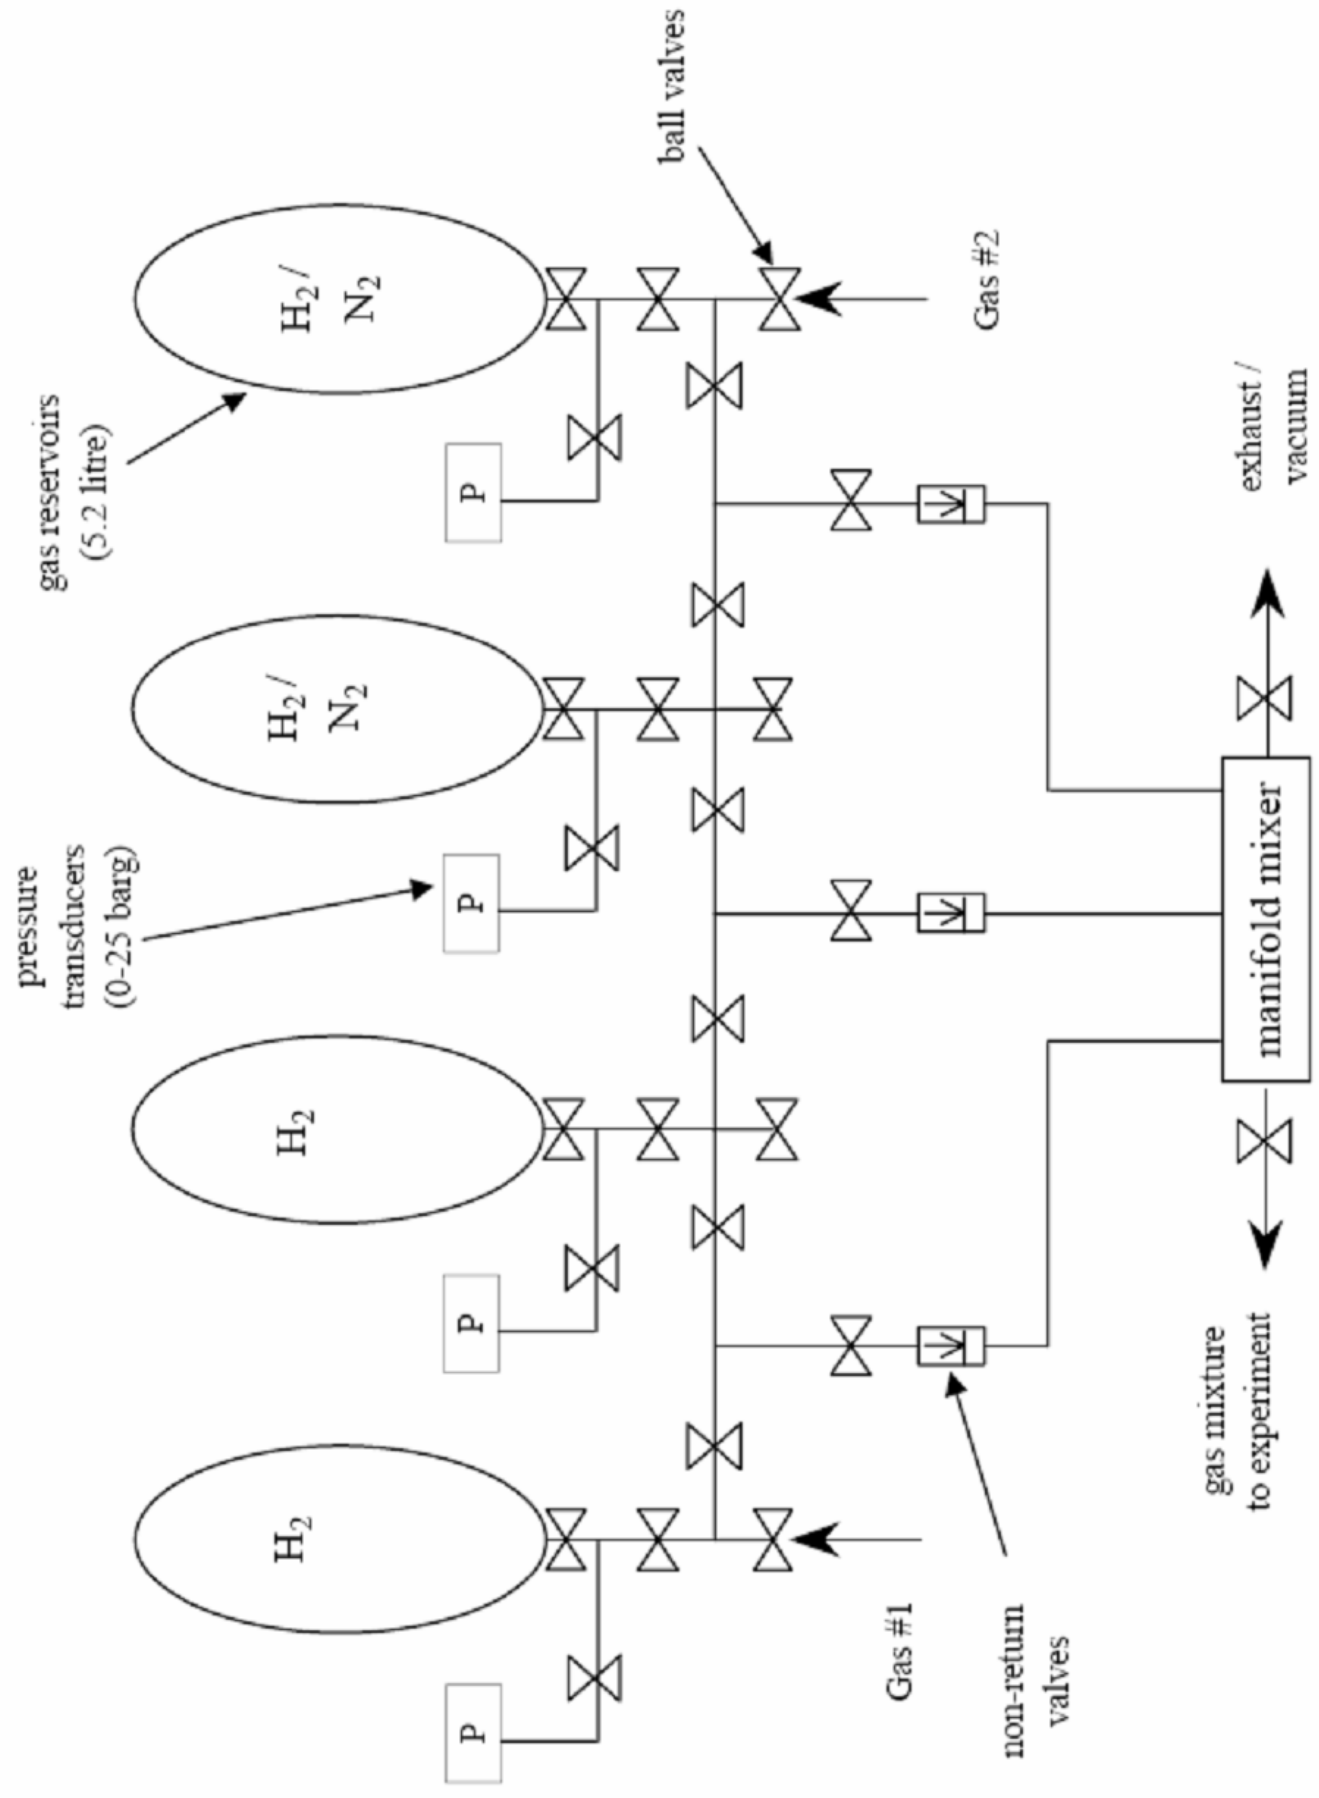 pressure
transducers
(0-25 barg)
gas reservoirs
(5.2 litre)
H2
H2
H2/
N2
H2/
N2
P
P
P
P
ball valves
Gas #1
Gas #2
non-return
valves
gas mixture
to experiment
manifold mixer
exhaust /
vacuum